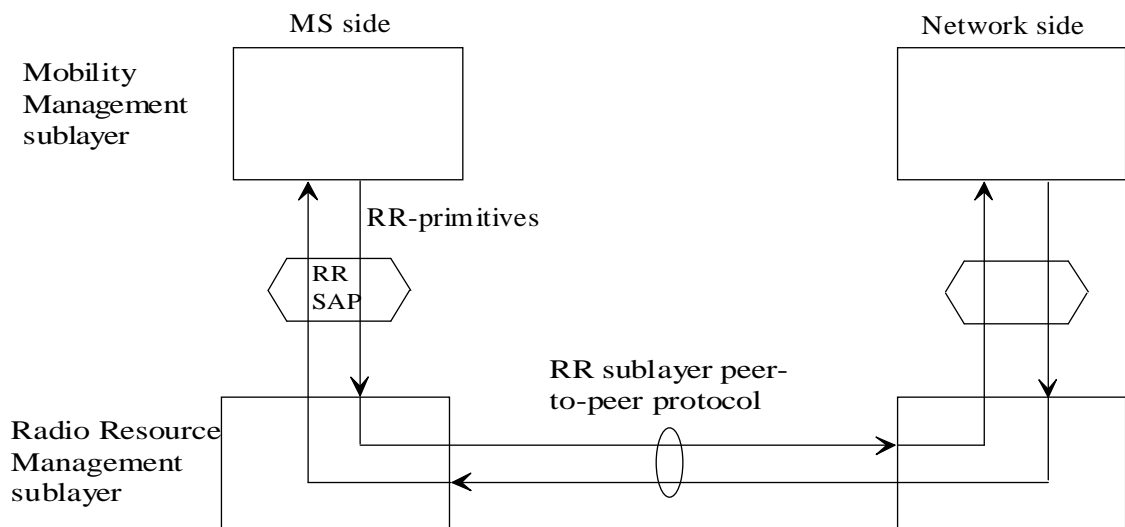 MS side
Network side
Mobility
Management
sublayer
RR-primitives
RR
SAP
RR sublayer peer-
to-peer protocol
Radio Resource
Management
sublayer